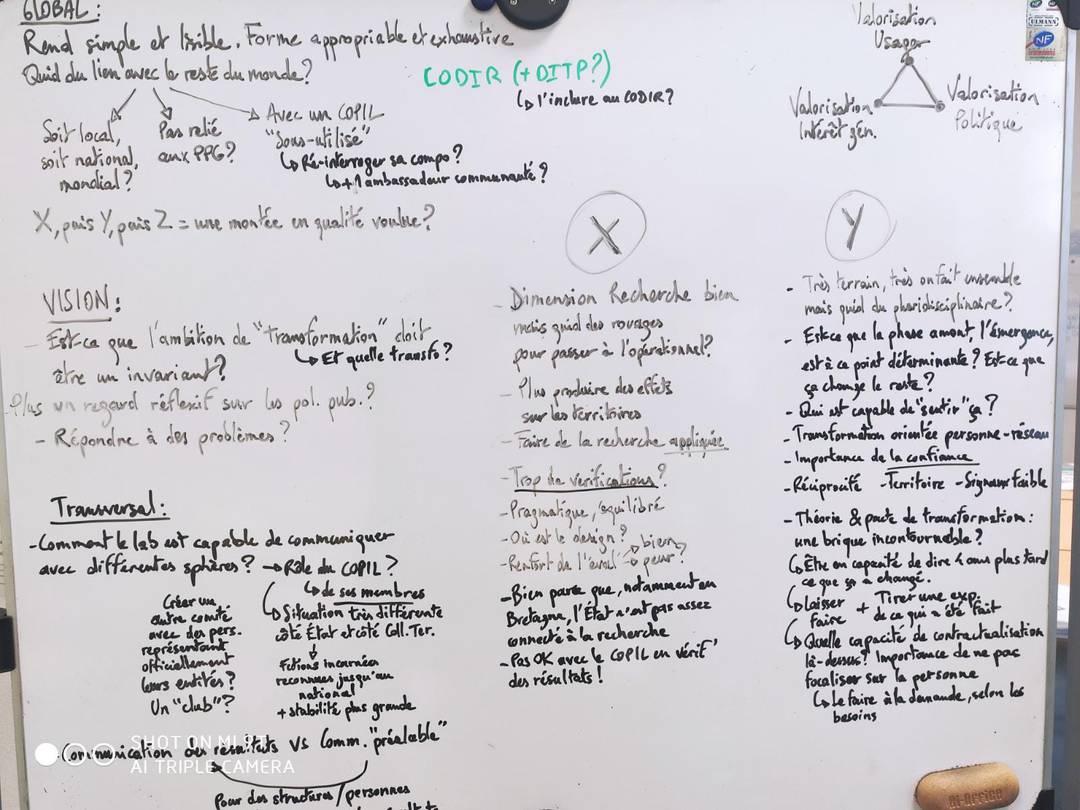 GLOBAL :
Rend simple et lisible. Forme appropriable et exhaustive
Quid du lien avec le reste du monde ?
Soit local,
soit national,
mondial ?
Pas relié
aux PPG ?
Avec un COPIL
"sous-utilisé"
↳ Ré-interroger sa compo ?
↳ +1 ambassadeur communauté ?
CODIR (+ DITP?)
↳ l'inclure au CODIR ?
X, puis Y, puis Z = une montée en qualité voulue ?
Valorisation
Usager
Valorisation
Intérêt gén.
Valorisation
Politique
ULMANN
NF
VISION :
- Est-ce que l'ambition de "transformation" doit
↳ Et quelle transfo ?
être un invariant ?
- Plus un regard réflexif sur les pol. pub. ?
- Répondre à des problèmes ?
Transversal :
- Comment le lab est capable de communiquer
avec différentes sphères ? → Rôle du COPIL ?
↳ de ses membres
Créer un
autre comité
avec des pers.
représentant
officiellement
leurs entités ?
Un "club" ?
↳ Situation très différente
côté État et côté Coll. Ter.
↓
Fctions incarnées
reconnues jusqu'au
national
+ stabilité plus grande
- Communication des résultats VS Comm. "préalable"
Pour des structures / personnes
X
- Dimension Recherche bien
mais quid des rouages
pour passer à l'opérationnel ?
- Plus produire des effets
sur les territoires
- Faire de la recherche appliquée
- Trop de vérifications ?
- Pragmatique, équilibré
- Où est le design ?
- Renfort de l'éval → bien
→ peur ?
- Bien parce que, notamment en
Bretagne, l'État n'est pas assez
connecté à la recherche
- Pas OK avec le COPIL en vérif'
des résultats !
Y
- Très terrain, très on fait ensemble
mais quid du pluridisciplinaire ?
- Est-ce que la phase amont, l'émergence,
est à ce point déterminante ? Est-ce que
ça change le reste ?
- Qui est capable de "sentir" ça ?
- Transformation orientée personne-réseau
- Importance de la confiance
- Réciprocité - Territoire - Signaux faible
- Théorie & pacte de transformation :
une brique incontournable ?
↳ Être en capacité de dire 4 ans plus tard
ce que ça a changé.
↳ Laisser faire + Tirer une exp.
de ce qui a été fait
↳ Quelle capacité de contractualisation
là-dessus ? Importance de ne pas
focaliser sur la personne
↳ Le faire à la demande, selon les
besoins
SHOT ON MI 9T
AI TRIPLE CAMERA